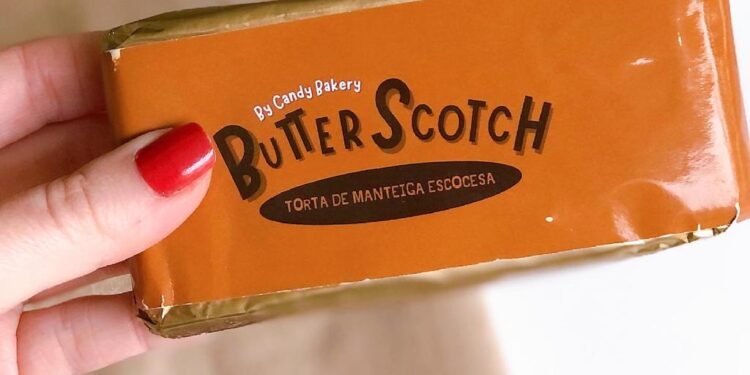 By Candy Bakery
ButterScotch
TORTA DE MANTEIGA ESCOCESA